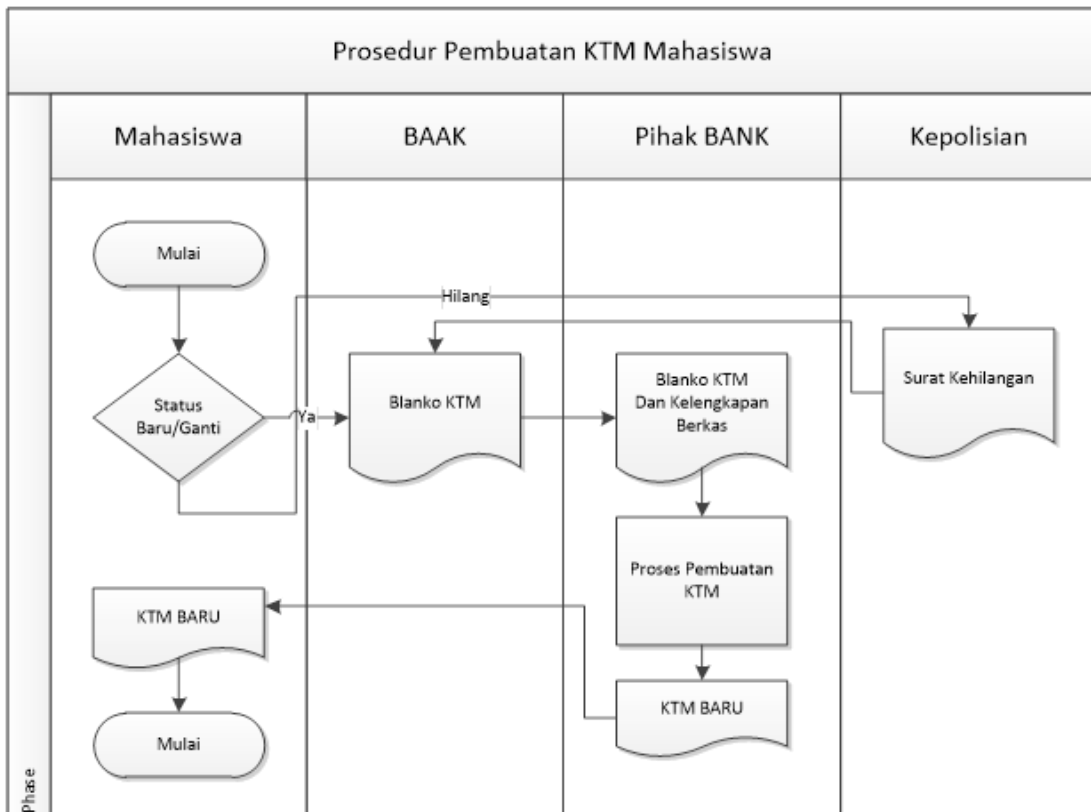 Prosedur Pembuatan KTM Mahasiswa
Mahasiswa
BAAK
Pihak BANK
Kepolisian
Mulai
Hilang
Status
Baru/Ganti
Ya
Blanko KTM
Blanko KTM
Dan Kelengkapan
Berkas
Surat Kehilangan
Proses Pembuatan
KTM
KTM BARU
KTM BARU
Mulai
Phase